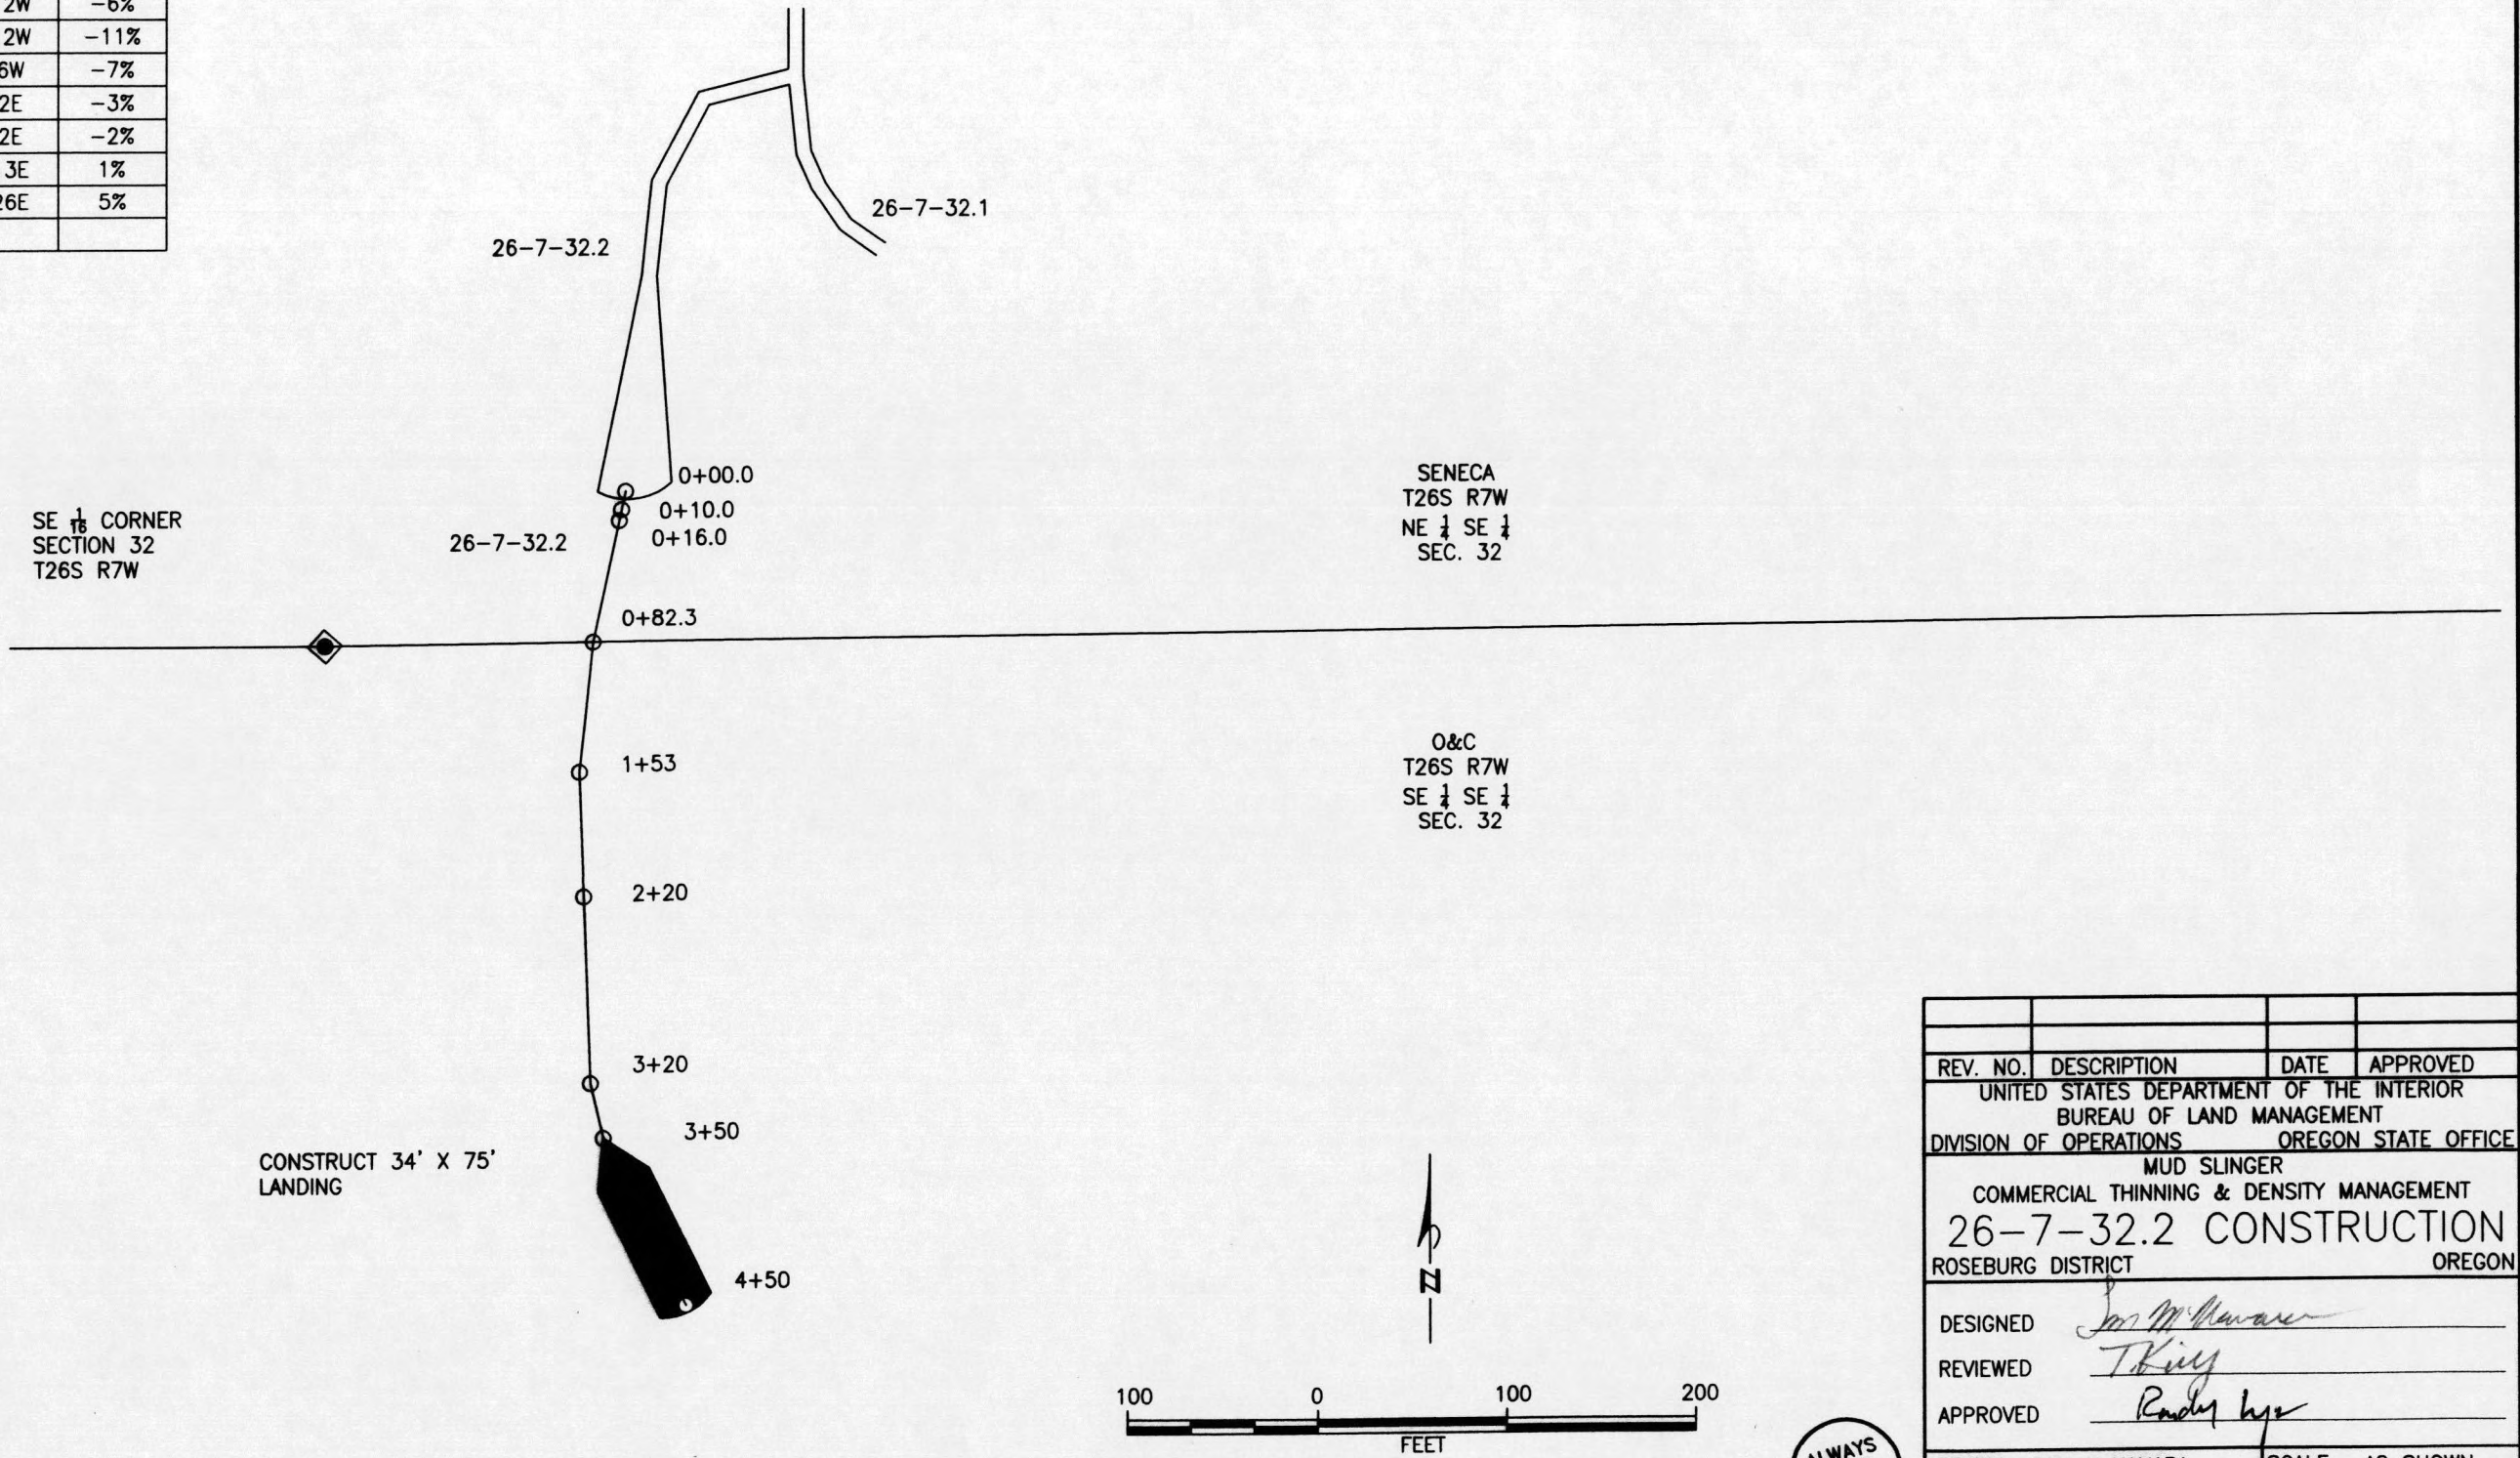 2W -6%
2W -11%
6W -7%
2E -3%
2E -2%
3E 1%
26E 5%
26-7-32.1
26-7-32.2
0+00.0
0+10.0
0+16.0
26-7-32.2
SE 1/16 CORNER
SECTION 32
T26S R7W
SENECA
T26S R7W
NE 1/4 SE 1/4
SEC. 32
0+82.3
1+53
O&C
T26S R7W
SE 1/4 SE 1/4
SEC. 32
2+20
3+20
3+50
CONSTRUCT 34' X 75'
LANDING
4+50
N
100 0 100 200
FEET
REV. NO. DESCRIPTION DATE APPROVED
UNITED STATES DEPARTMENT OF THE INTERIOR
BUREAU OF LAND MANAGEMENT
DIVISION OF OPERATIONS OREGON STATE OFFICE
MUD SLINGER
COMMERCIAL THINNING & DENSITY MANAGEMENT
26-7-32.2 CONSTRUCTION
ROSEBURG DISTRICT OREGON
DESIGNED
REVIEWED
APPROVED Randy
ALWAYS
SCALE AS SHOWN